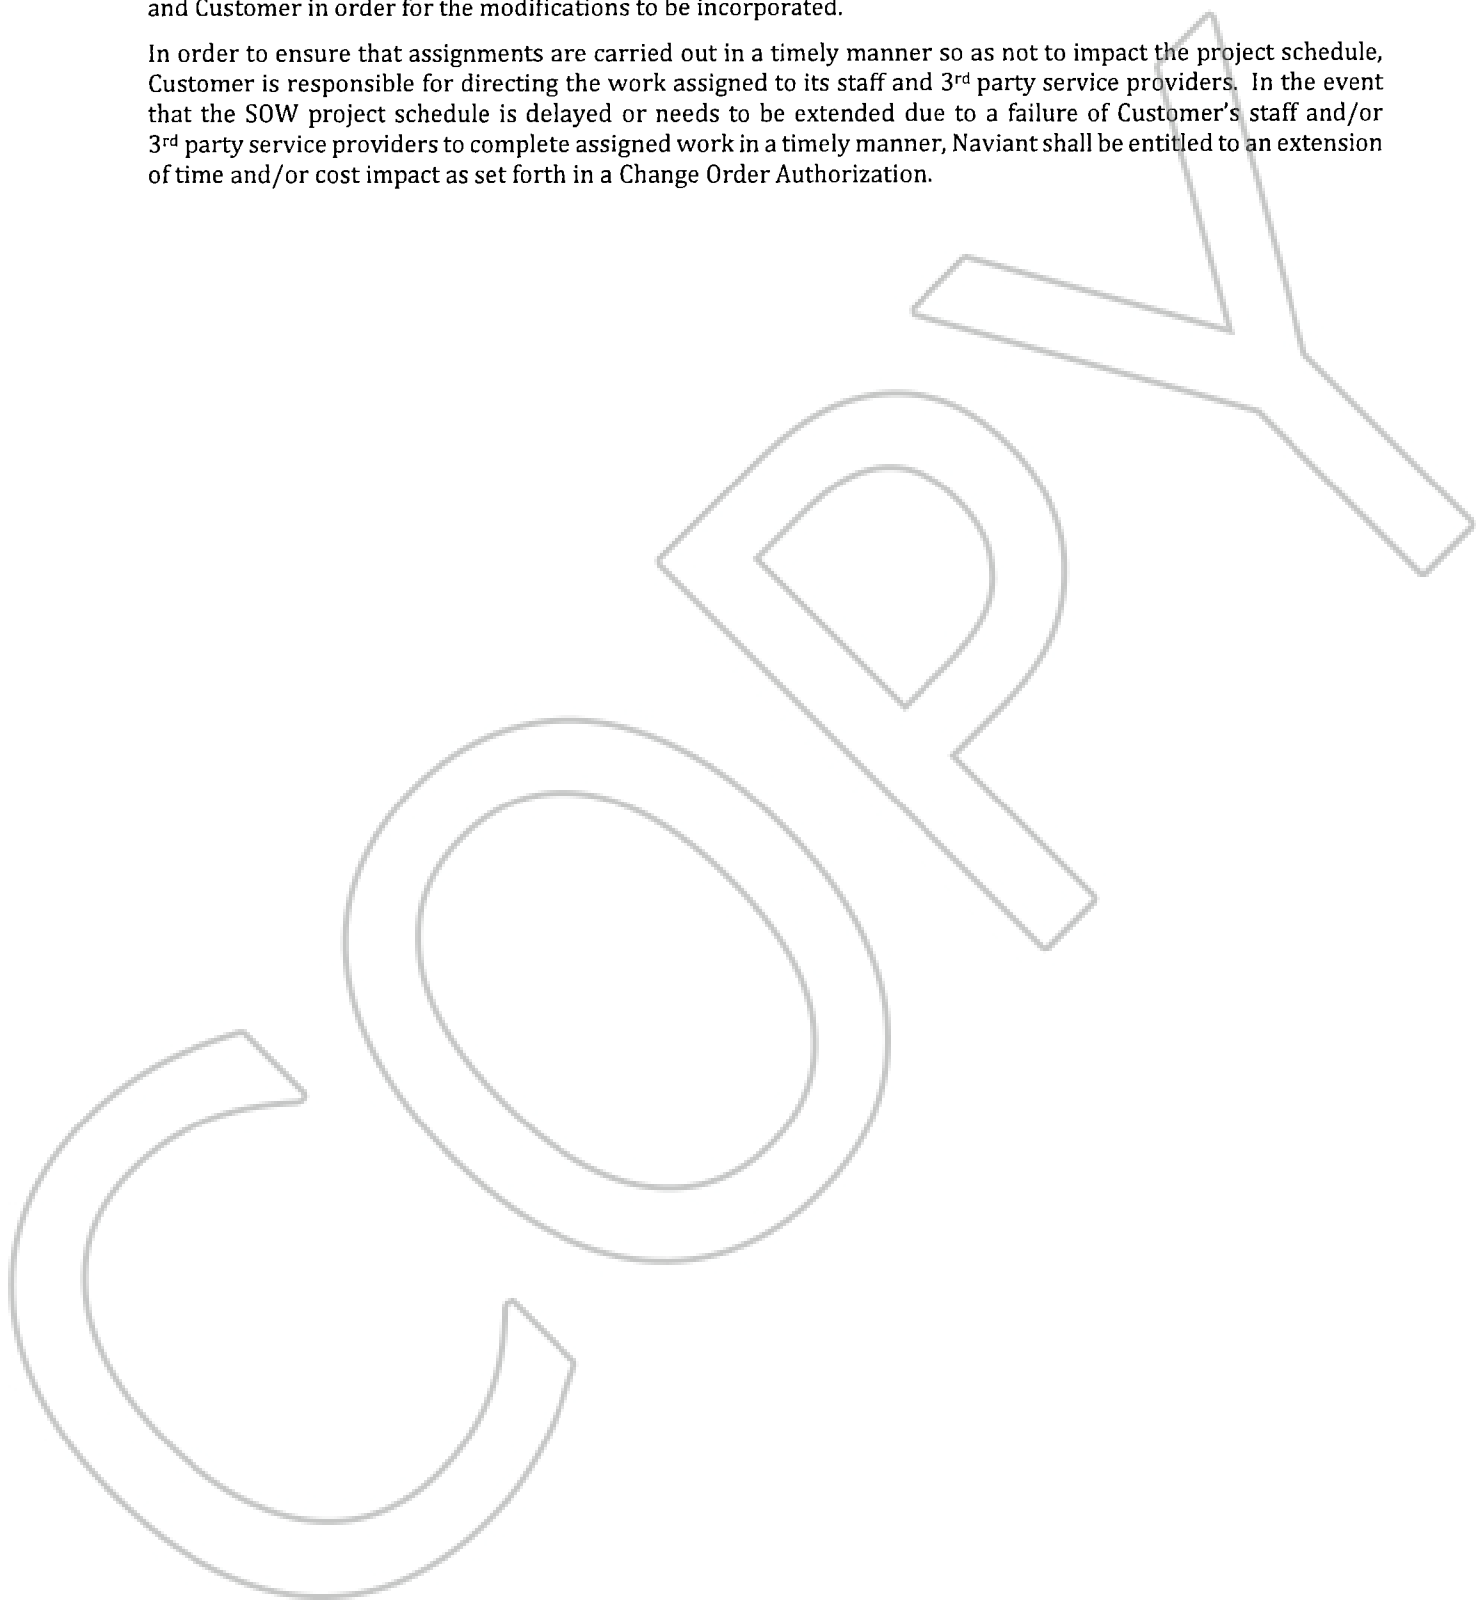 and Customer in order for the modifications to be incorporated.
In order to ensure that assignments are carried out in a timely manner so as not to impact the project schedule,
Customer is responsible for directing the work assigned to its staff and 3rd party service providers. In the event
that the SOW project schedule is delayed or needs to be extended due to a failure of Customer's staff and/or
3rd party service providers to complete assigned work in a timely manner, Naviant shall be entitled to an extension
of time and/or cost impact as set forth in a Change Order Authorization.
COPY